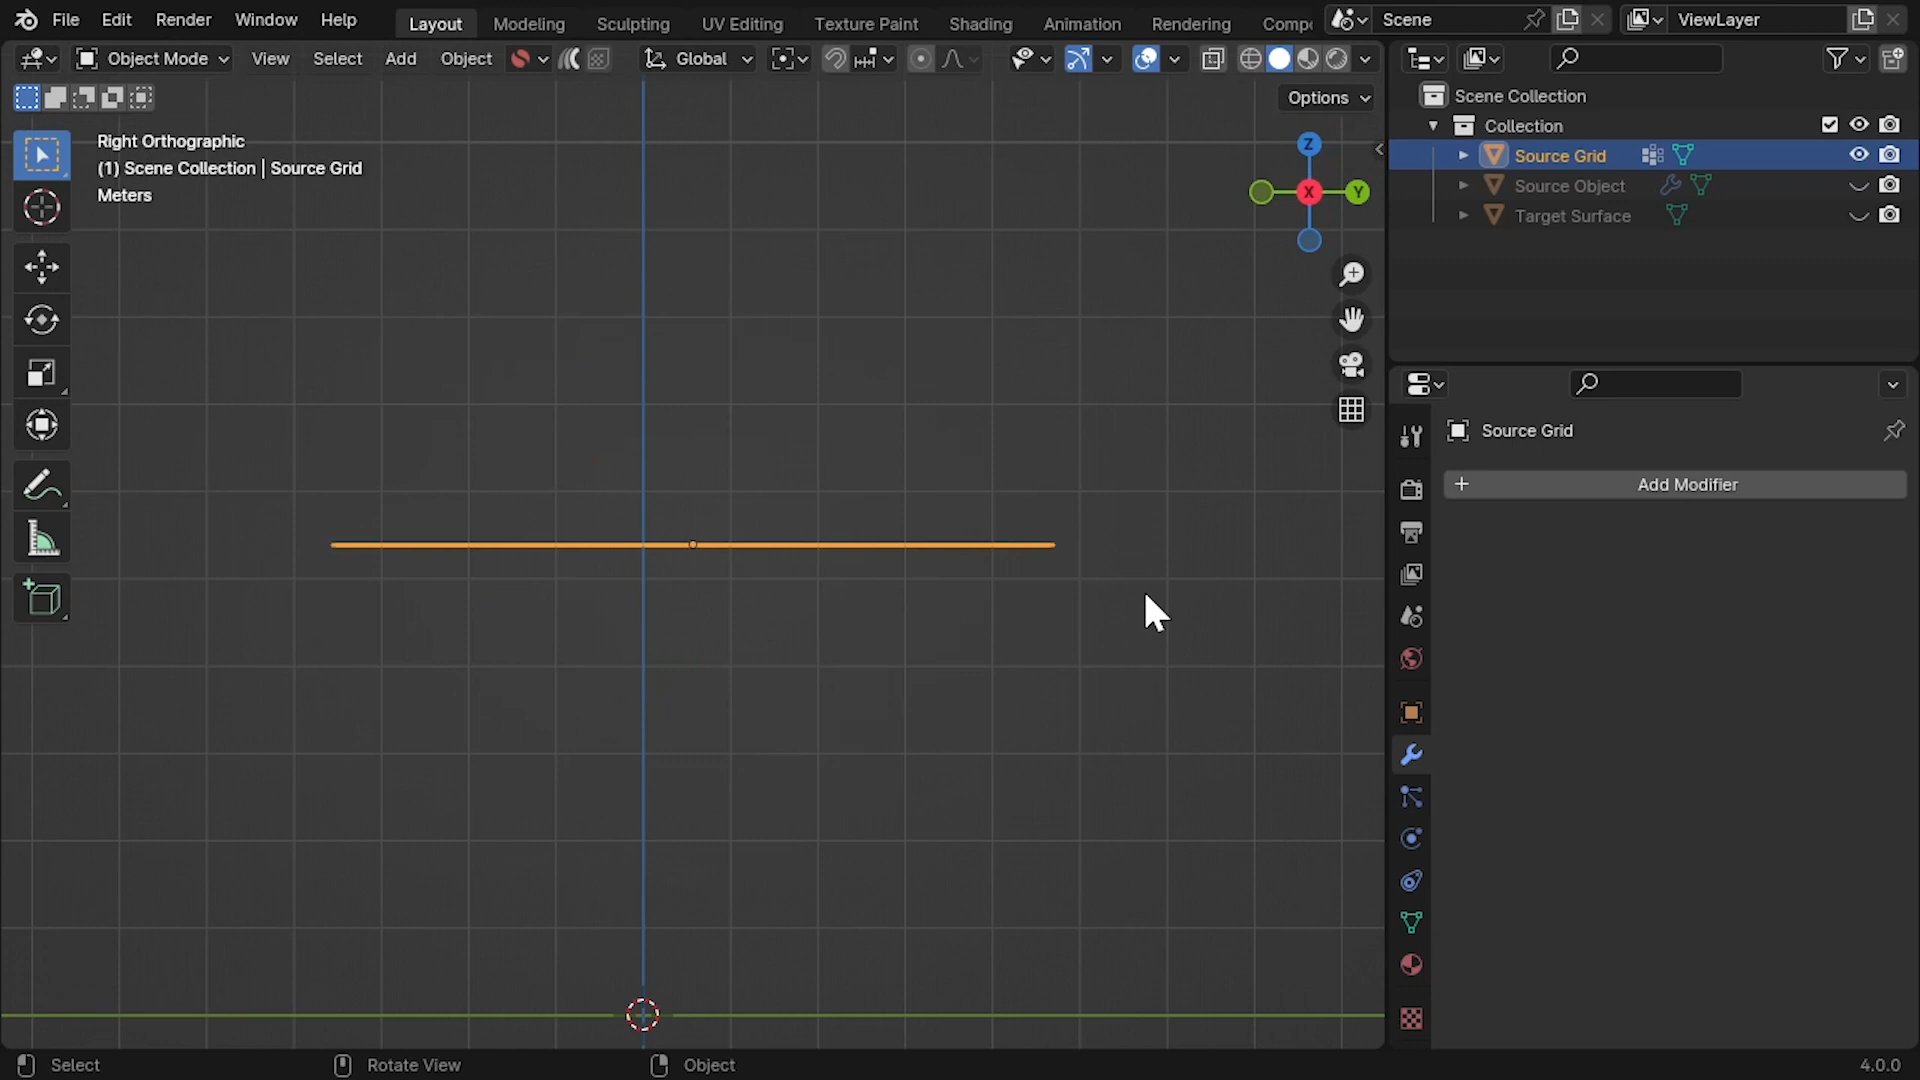 File Edit Render Window Help Layout Modeling Sculpting UV Editing Texture Paint Shading Animation Rendering Comp Scene ViewLayer
Object Mode View Select Add Object Global
Options
Right Orthographic
(1) Scene Collection | Source Grid
Meters
Z
X
Y
Scene Collection
Collection
Source Grid
Source Object
Target Surface
Source Grid
Add Modifier
Select Rotate View Object 4.0.0